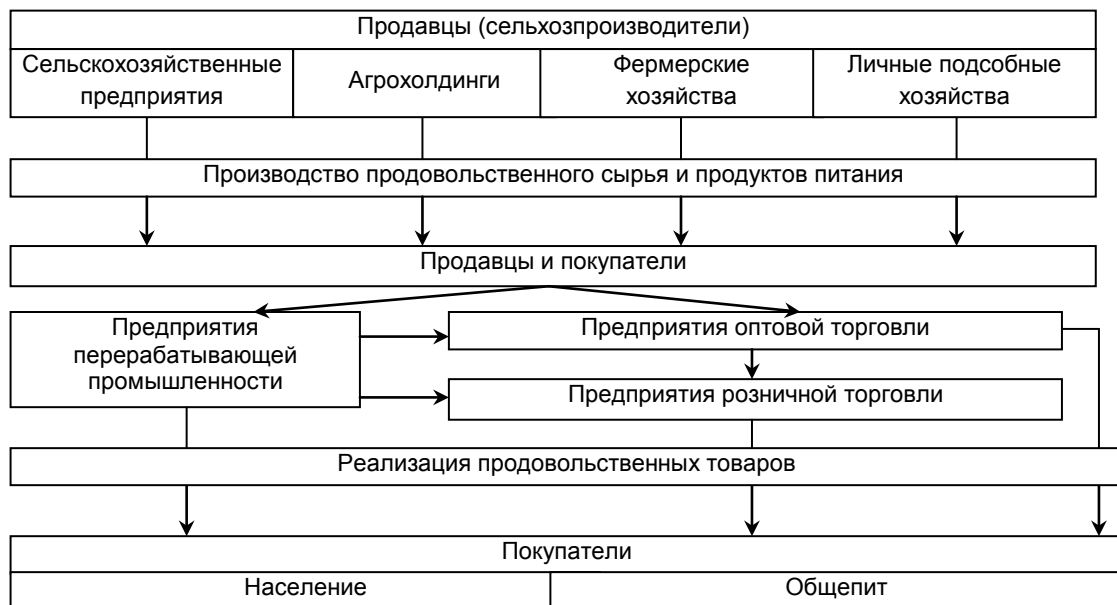 Продавцы (сельхозпроизводители)
Сельскохозяйственные
предприятия
Агрохолдинги
Фермерские
хозяйства
Личные подсобные
хозяйства
Производство продовольственного сырья и продуктов питания
Продавцы и покупатели
Предприятия
перерабатывающей
промышленности
Предприятия оптовой торговли
Предприятия розничной торговли
Реализация продовольственных товаров
Покупатели
Население
Общепит